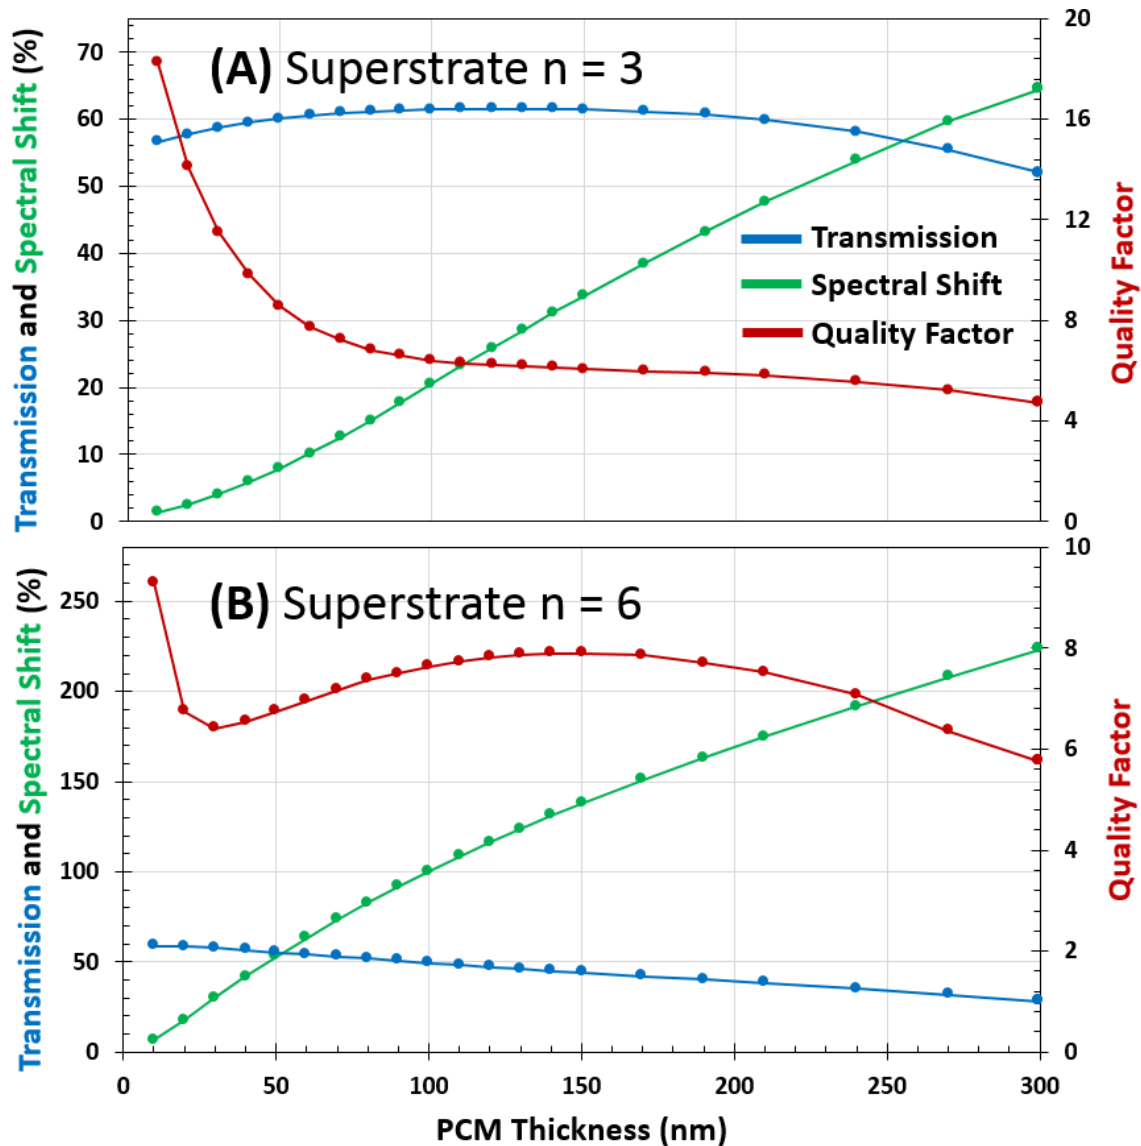 (A) Superstrate n = 3
Transmission and Spectral Shift (%)
70
60
50
40
30
20
10
0
20
16
12
8
4
0
Quality Factor
Transmission
Spectral Shift
Quality Factor
(B) Superstrate n = 6
Transmission and Spectral Shift (%)
250
200
150
100
50
0
10
8
6
4
2
0
Quality Factor
0 50 100 150 200 250 300
PCM Thickness (nm)